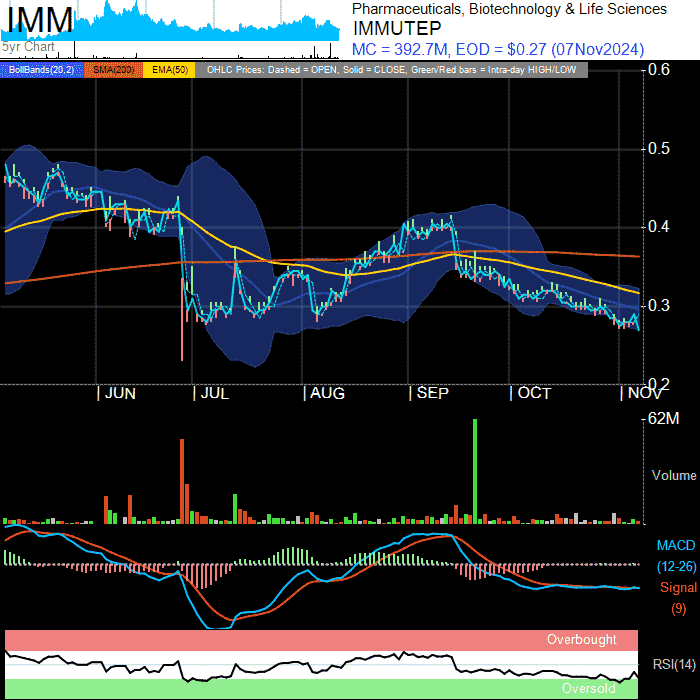 IMM
5yr Chart
Pharmaceuticals, Biotechnology & Life Sciences
IMMUTEP
MC = 392.7M, EOD = $0.27 (07Nov2024)
BollBands(20,2) SMA(200) EMA(50) OHLC Prices: Dashed = OPEN, Solid = CLOSE, Green/Red bars = Intra-day HIGH/LOW
0.6
0.5
0.4
0.3
0.2
| JUN | JUL | AUG | SEP | OCT | NOV
62M
Volume
MACD
(12-26)
Signal
(9)
Overbought
RSI(14)
Oversold